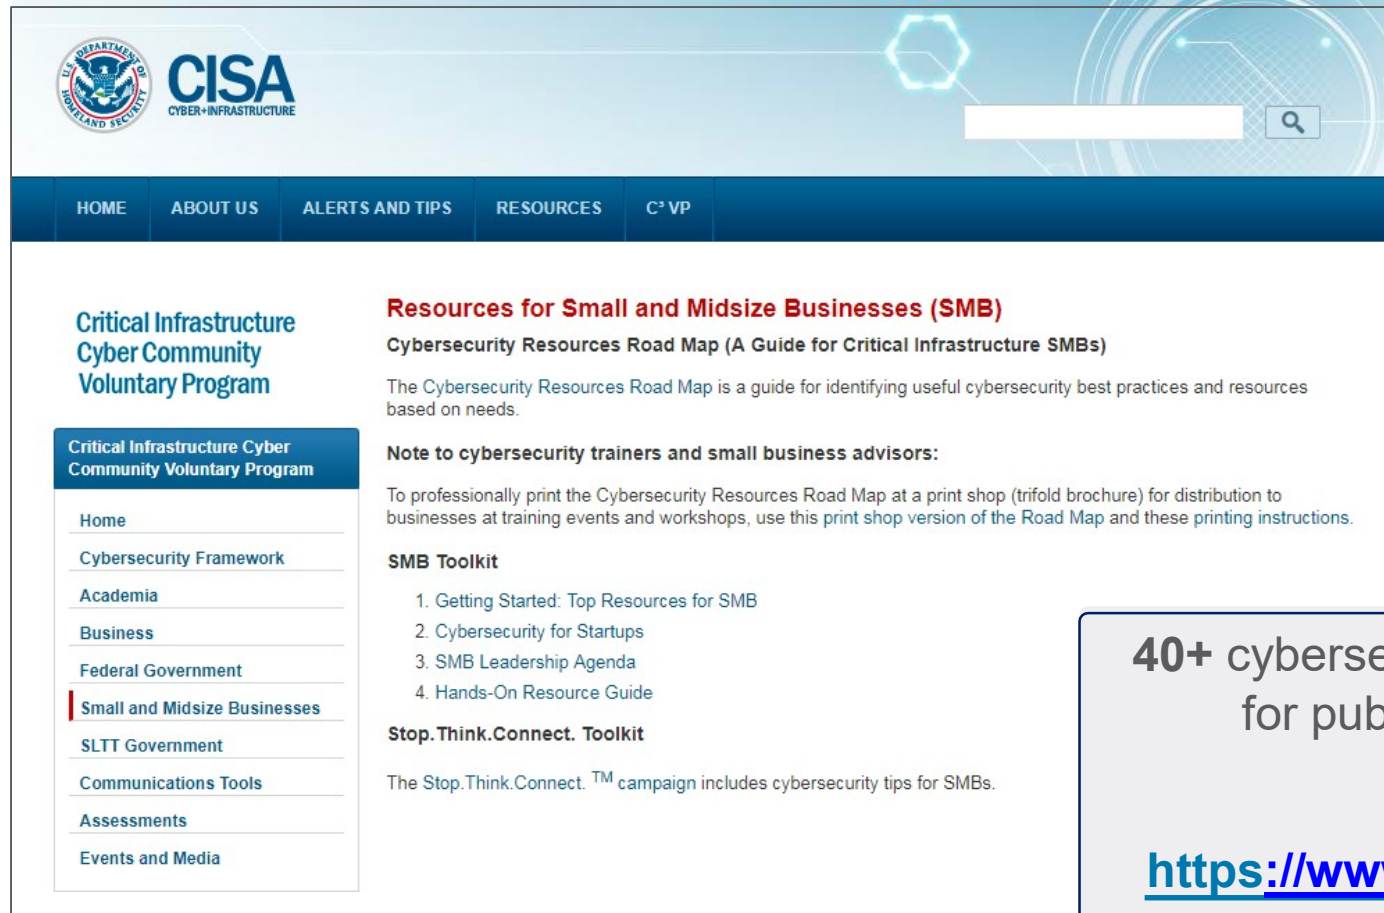 U.S. DEPARTMENT OF HOMELAND SECURITY
CISA
CYBER+INFRASTRUCTURE
HOME ABOUT US ALERTS AND TIPS RESOURCES C³ VP
Critical Infrastructure
Cyber Community
Voluntary Program
Critical Infrastructure Cyber
Community Voluntary Program
Home
Cybersecurity Framework
Academia
Business
Federal Government
Small and Midsize Businesses
SLTT Government
Communications Tools
Assessments
Events and Media
Resources for Small and Midsize Businesses (SMB)
Cybersecurity Resources Road Map (A Guide for Critical Infrastructure SMBs)
The Cybersecurity Resources Road Map is a guide for identifying useful cybersecurity best practices and resources
based on needs.
Note to cybersecurity trainers and small business advisors:
To professionally print the Cybersecurity Resources Road Map at a print shop (trifold brochure) for distribution to
businesses at training events and workshops, use this print shop version of the Road Map and these printing instructions.
SMB Toolkit
1. Getting Started: Top Resources for SMB
2. Cybersecurity for Startups
3. SMB Leadership Agenda
4. Hands-On Resource Guide
Stop.Think.Connect. Toolkit
The Stop.Think.Connect. TM campaign includes cybersecurity tips for SMBs.
40+
for